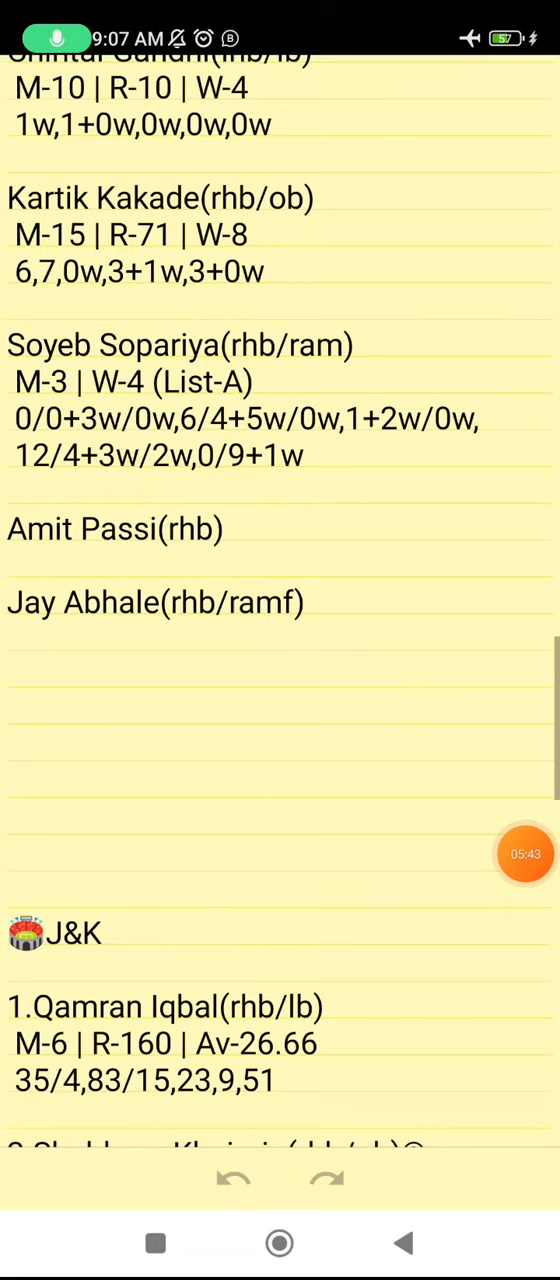 9:07 AM
57
M-10 | R-10 | W-4
1w,1+0w,0w,0w,0w
Kartik Kakade(rhb/ob)
M-15 | R-71 | W-8
6,7,0w,3+1w,3+0w
Soyeb Sopariya(rhb/ram)
M-3 | W-4 (List-A)
0/0+3w/0w,6/4+5w/0w,1+2w/0w,
12/4+3w/2w,0/9+1w
Amit Passi(rhb)
Jay Abhale(rhb/ramf)
05:43
J&K
1.Qamran Iqbal(rhb/lb)
M-6 | R-160 | Av-26.66
35/4,83/15,23,9,51